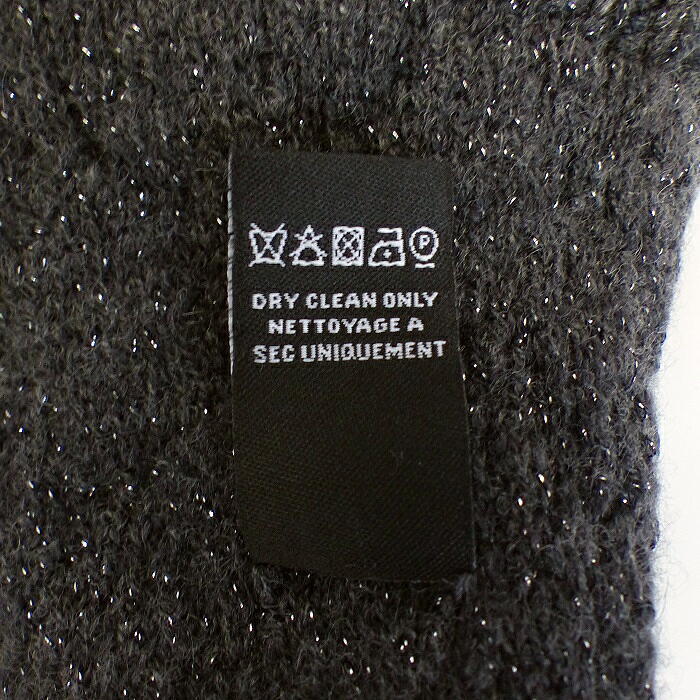 P
DRY CLEAN ONLY
NETTOYAGE A
SEC UNIQUEMENT